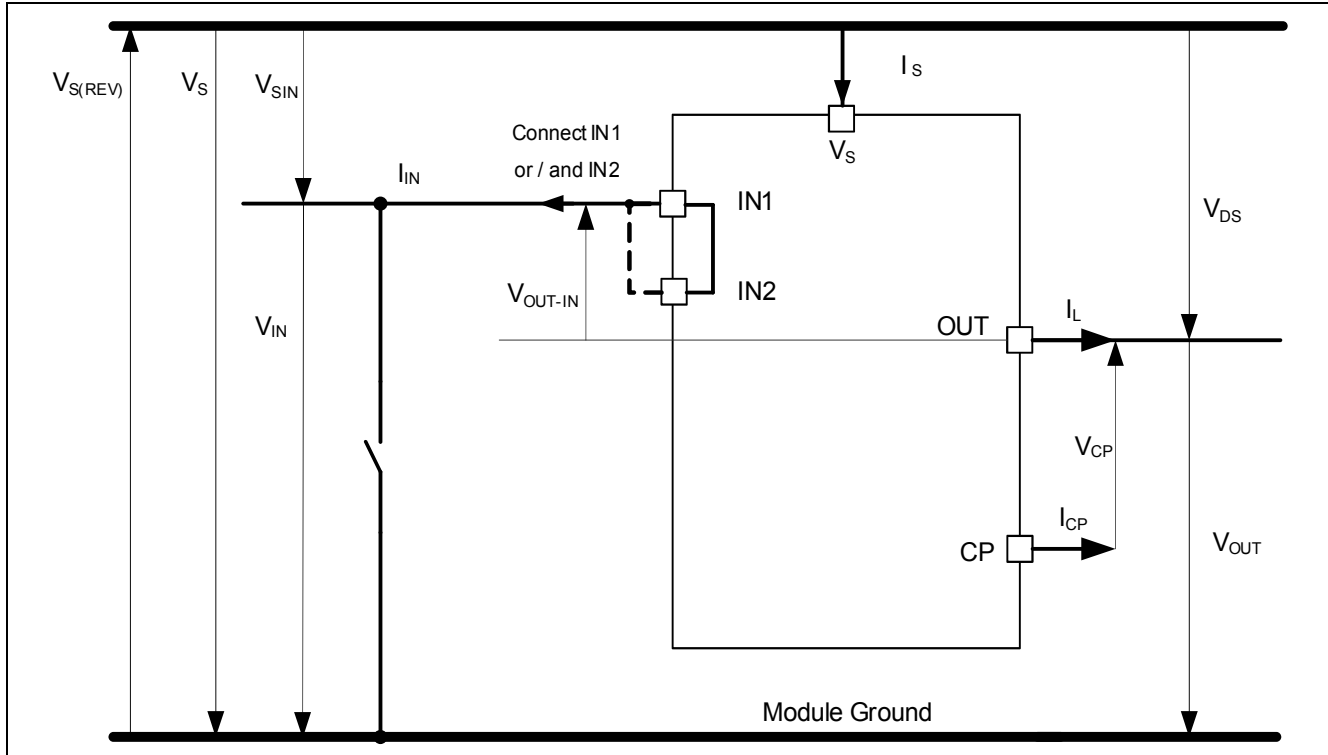 V_S(REV)
V_S
V_SIN
I_S
V_S
Connect IN1
or / and IN2
I_IN
IN1
V_DS
IN2
V_OUT-IN
V_IN
OUT
I_L
V_CP
I_CP
CP
V_OUT
Module Ground